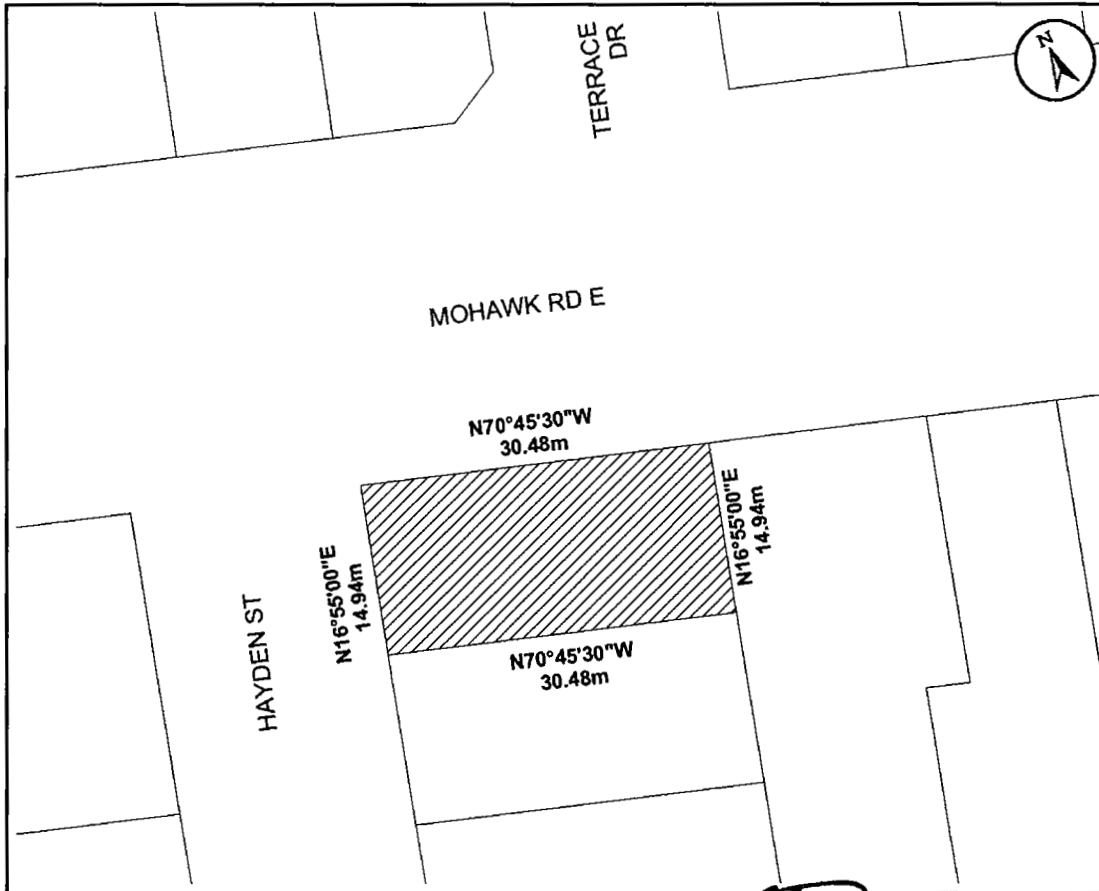 TERRACE
DR
N
MOHAWK RD E
N70°45'30"W
30.48m
N16°55'00"E
14.94m
N16°55'00"E
14.94m
HAYDEN ST
N70°45'30"W
30.48m